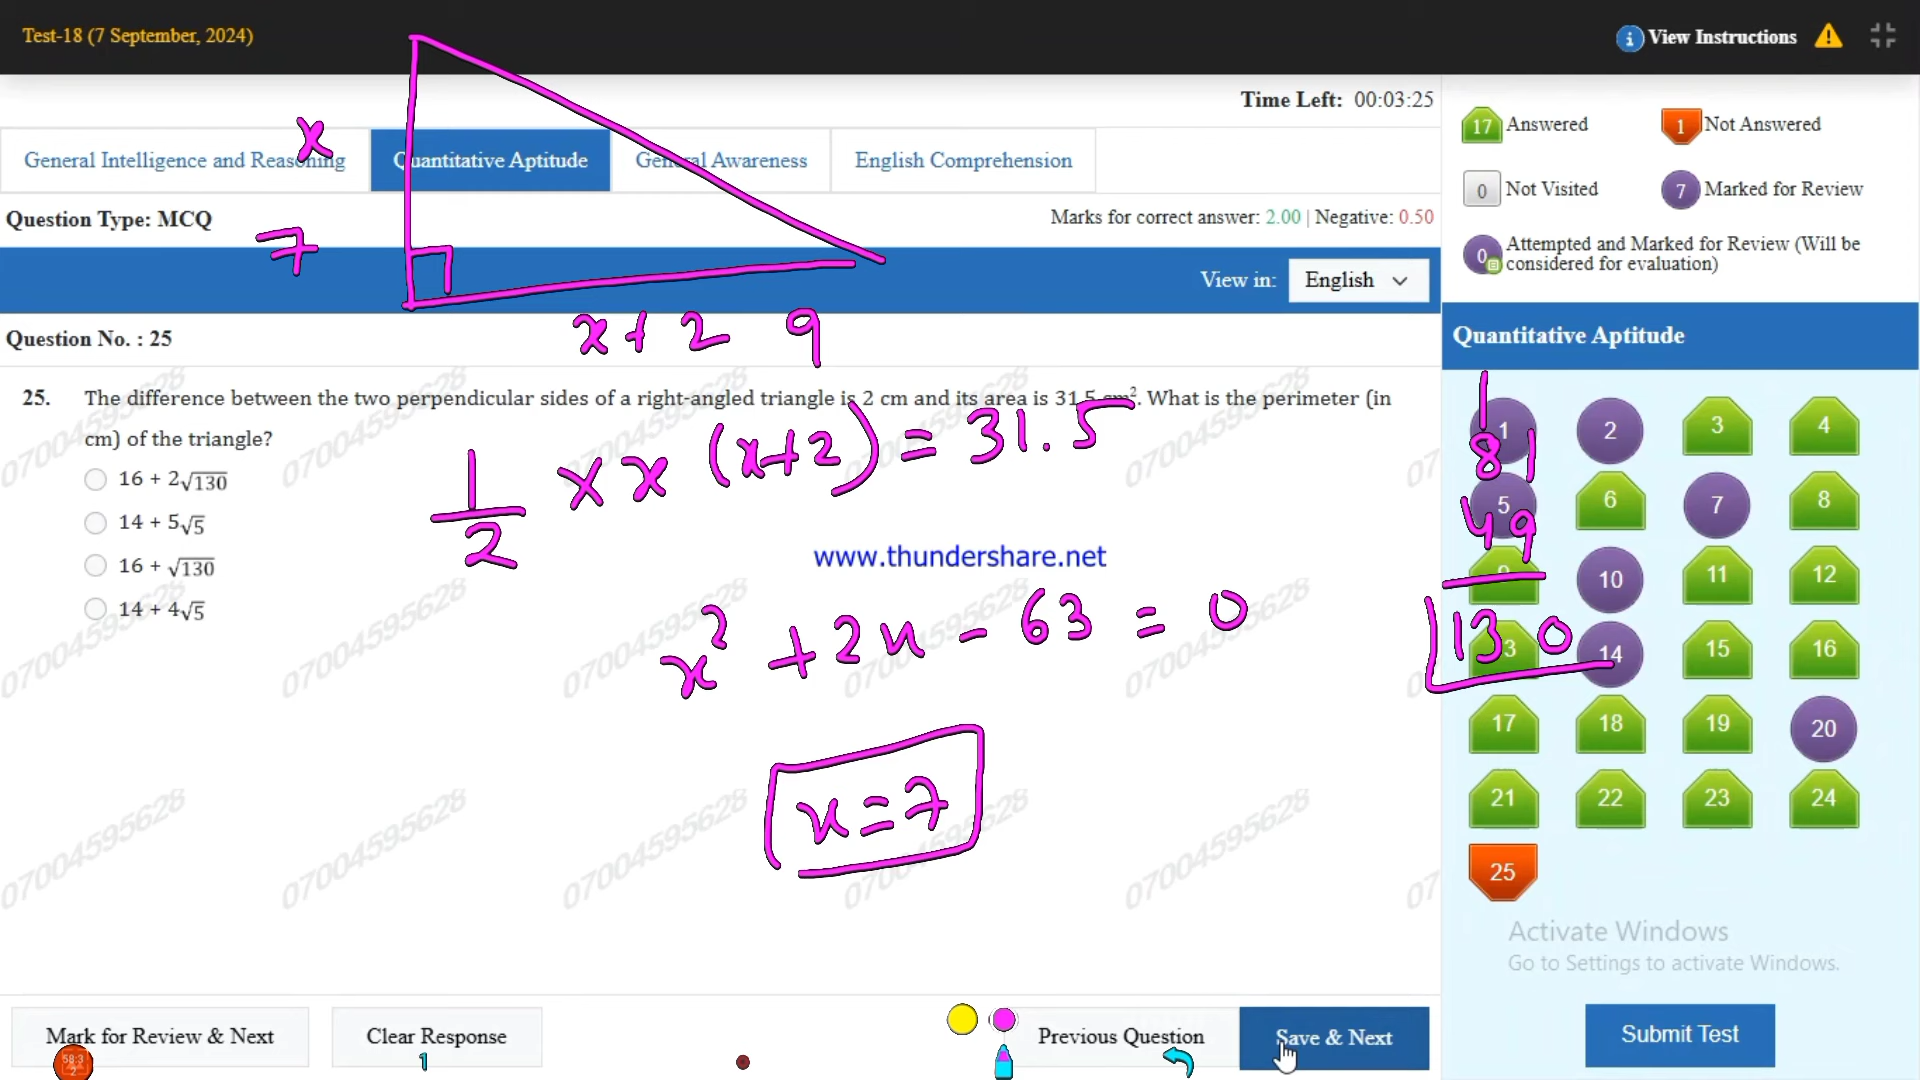 Test-18 (7 September, 2024)
View Instructions
Time Left: 00:03:25
General Intelligence and Reasoning
Quantitative Aptitude
General Awareness
English Comprehension
Question Type: MCQ
Marks for correct answer: 2.00 | Negative: 0.50
View in: English
Question No. : 25
25. The difference between the two perpendicular sides of a right-angled triangle is 2 cm and its area is 31.5 cm². What is the perimeter (in
cm) of the triangle?
16 + 2√130
14 + 5√5
16 + √130
14 + 4√5
x
7
x + 2 9
1/2 × x (x+2) = 31.5
x² + 2x - 63 = 0
x = 7
81
49
130
www.thundershare.net
07004595628
17 Answered
1 Not Answered
0 Not Visited
7 Marked for Review
0 Attempted and Marked for Review (Will be
considered for evaluation)
Quantitative Aptitude
1 2 3 4
5 6 7 8
9 10 11 12
13 14 15 16
17 18 19 20
21 22 23 24
25
Activate Windows
Go to Settings to activate Windows.
Mark for Review & Next
Clear Response
Previous Question
Save & Next
Submit Test
58:3
2
1